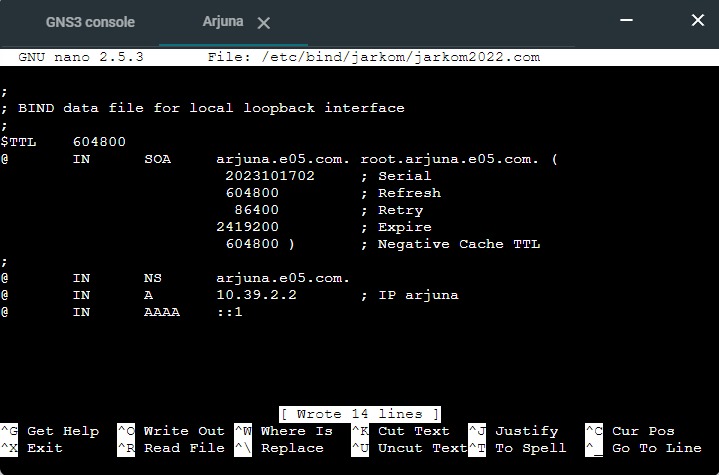 GNS3 console Arjuna
GNU nano 2.5.3 File: /etc/bind/jarkom/jarkom2022.com
;
; BIND data file for local loopback interface
;
$TTL 604800
@ IN SOA arjuna.e05.com. root.arjuna.e05.com. (
2023101702 ; Serial
604800 ; Refresh
86400 ; Retry
2419200 ; Expire
604800 ) ; Negative Cache TTL
;
@ IN NS arjuna.e05.com.
@ IN A 10.39.2.2 ; IP arjuna
@ IN AAAA ::1
[ Wrote 14 lines ]
^G Get Help ^O Write Out ^W Where Is ^K Cut Text ^J Justify ^C Cur Pos
^X Exit ^R Read File ^\ Replace ^U Uncut Text ^T To Spell ^_ Go To Line